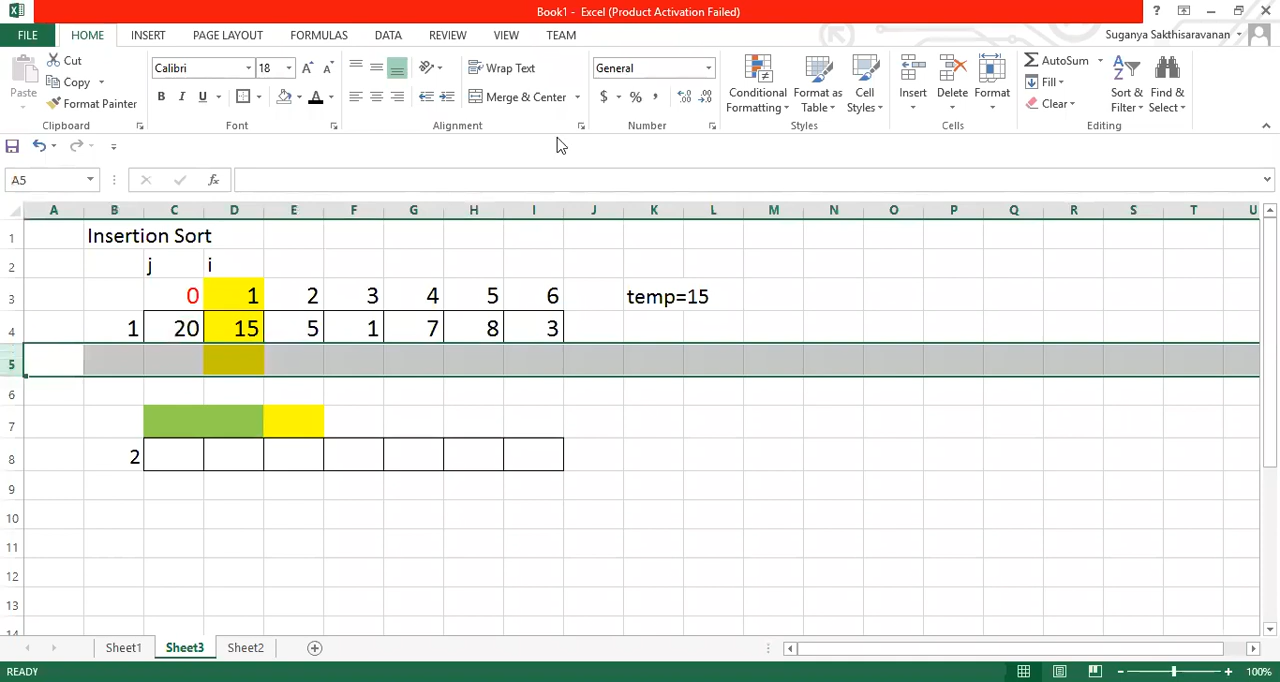 Book1 - Excel (Product Activation Failed)
FILE HOME INSERT PAGE LAYOUT FORMULAS DATA REVIEW VIEW TEAM Suganya Sakthisaravanan
Cut Calibri 18 Wrap Text General AutoSum
Paste Copy B I U Merge & Center $ % , Conditional Formatting Format as Table Cell Styles Insert Delete Format Fill Sort & Filter Find & Select
Format Painter Clear
Clipboard Font Alignment Number Styles Cells Editing
A5 fx
A B C D E F G H I J K L M N O P Q R S T U
1 Insertion Sort
2 j i
3 0 1 2 3 4 5 6 temp=15
4 1 20 15 5 1 7 8 3
5
6
7
8 2
9
10
11
12
13
14
Sheet1 Sheet3 Sheet2
READY 100%